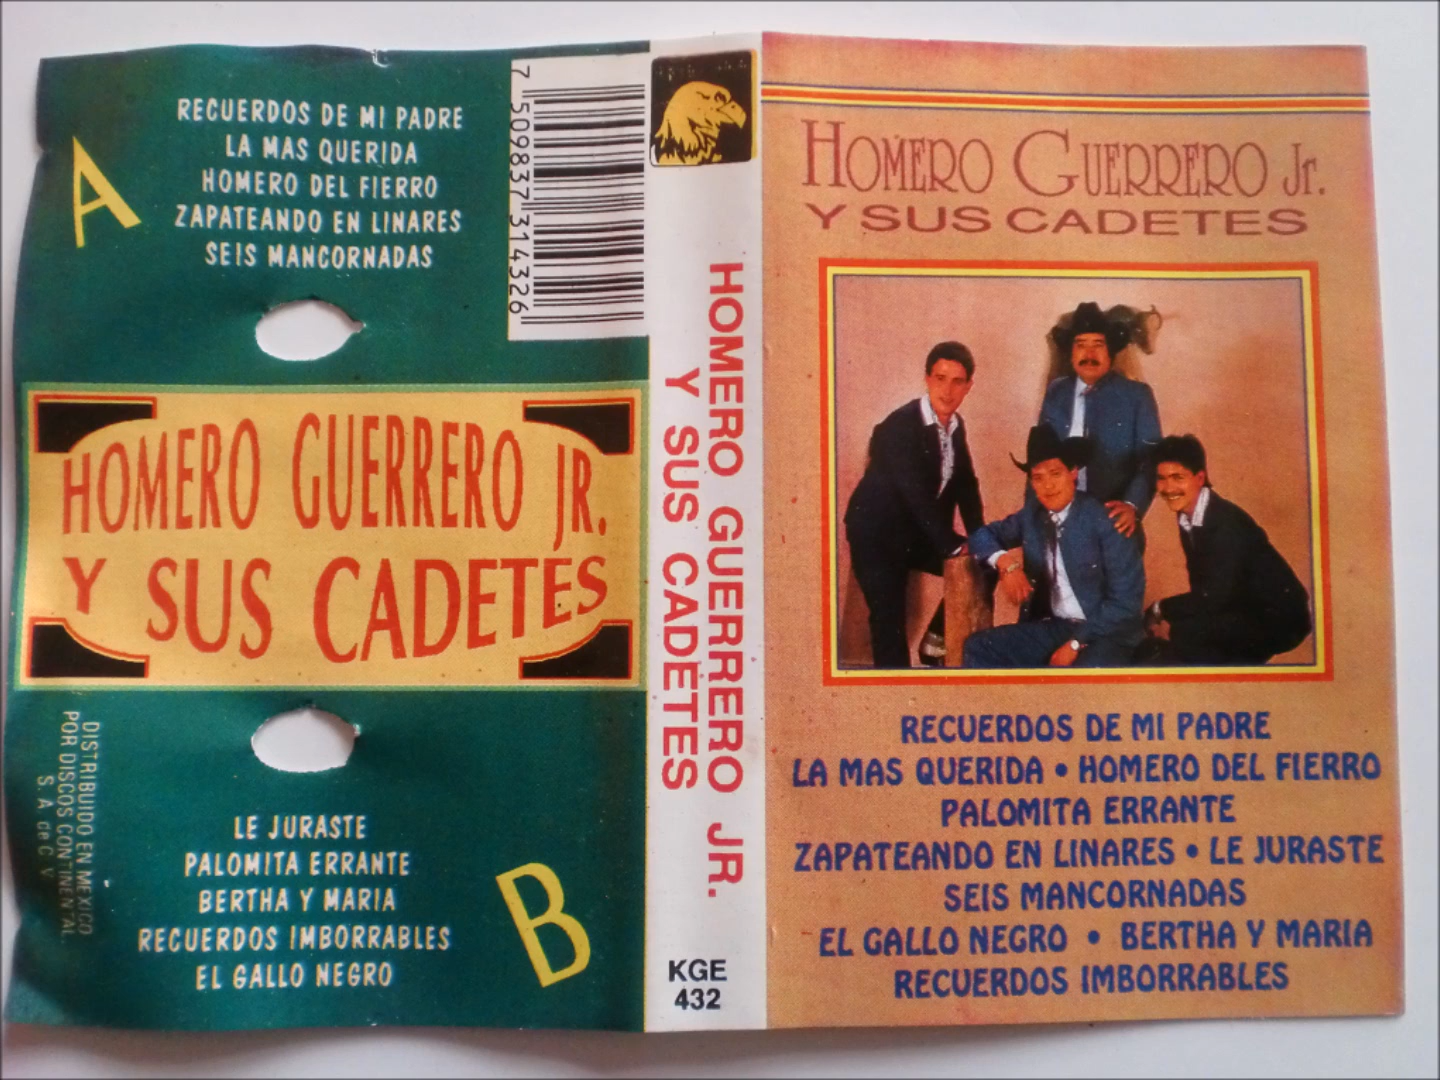 A
RECUERDOS DE MI PADRE
LA MAS QUERIDA
HOMERO DEL FIERRO
ZAPATEANDO EN LINARES
SEIS MANCORNADAS
7 509837 314326
HOMERO GUERRERO JR.
Y SUS CADETES
DISTRIBUIDO EN MEXICO
POR DISCOS CONTINENTAL
S. A de C V
LE JURASTE
PALOMITA ERRANTE
BERTHA Y MARIA
RECUERDOS IMBORRABLES
EL GALLO NEGRO
B
HOMERO GUERRERO JR.
Y SUS CADETES
KGE
432
HOMERO GUERRERO Jr.
Y SUS CADETES
RECUERDOS DE MI PADRE
LA MAS QUERIDA • HOMERO DEL FIERRO
PALOMITA ERRANTE
ZAPATEANDO EN LINARES • LE JURASTE
SEIS MANCORNADAS
EL GALLO NEGRO • BERTHA Y MARIA
RECUERDOS IMBORRABLES